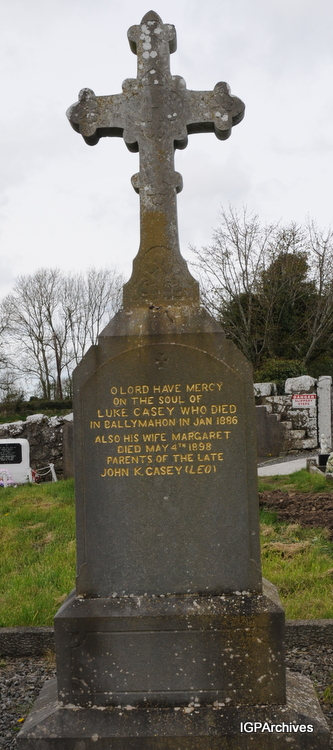 O LORD HAVE MERCY
ON THE SOUL OF
LUKE CASEY WHO DIED
IN BALLYMAHON IN JAN 1886
ALSO HIS WIFE MARGARET
DIED MAY 4TH 1898
PARENTS OF THE LATE
JOHN K. CASEY (LEO)
DANGER
IGPArchives